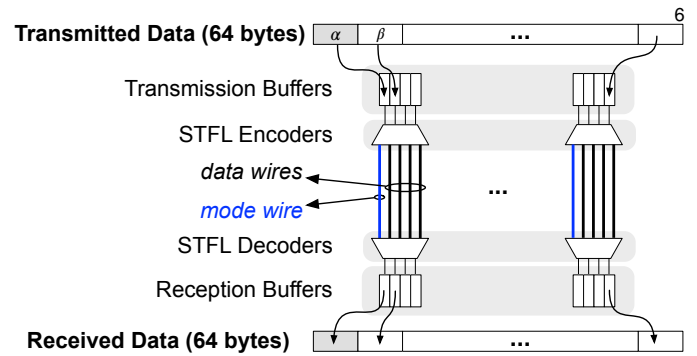 6
Transmitted Data (64 bytes) α β ...
Transmission Buffers
STFL Encoders
data wires
...
mode wire
STFL Decoders
Reception Buffers
Received Data (64 bytes) ...